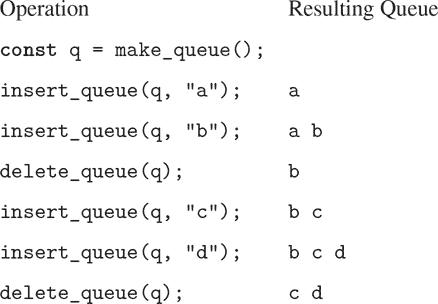 Operation Resulting Queue
const q = make_queue();
insert_queue(q, "a"); a
insert_queue(q, "b"); a b
delete_queue(q); b
insert_queue(q, "c"); b c
insert_queue(q, "d"); b c d
delete_queue(q); c d